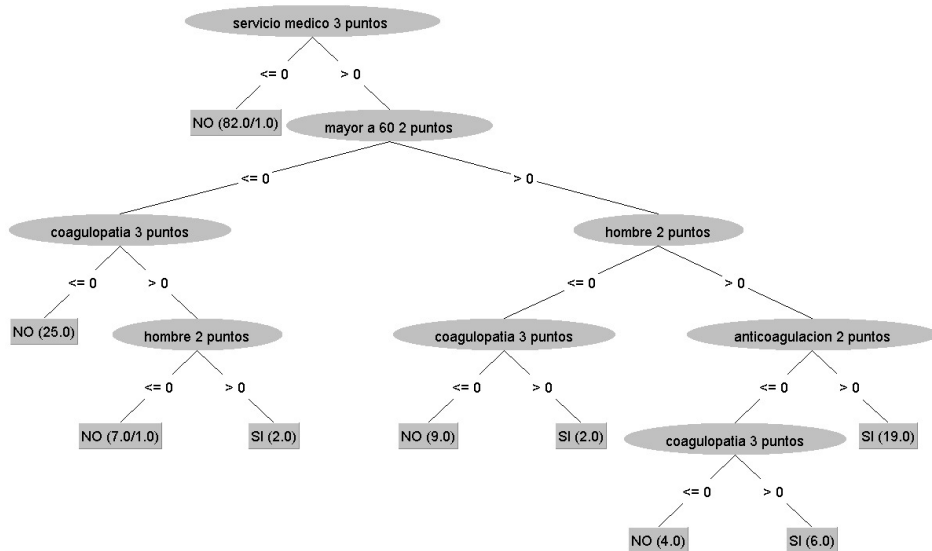 servicio medico 3 puntos
<= 0
> 0
NO (82.0/1.0)
mayor a 60 2 puntos
<= 0
> 0
coagulopatia 3 puntos
hombre 2 puntos
<= 0
> 0
<= 0
> 0
NO (25.0)
hombre 2 puntos
coagulopatia 3 puntos
anticoagulacion 2 puntos
<= 0
> 0
<= 0
> 0
<= 0
> 0
NO (7.0/1.0)
SI (2.0)
NO (9.0)
SI (2.0)
coagulopatia 3 puntos
SI (19.0)
<= 0
> 0
NO (4.0)
SI (6.0)